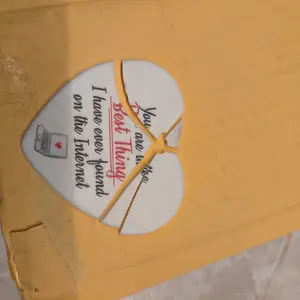 You
are the
Best Thing
I have ever found
on the Internet